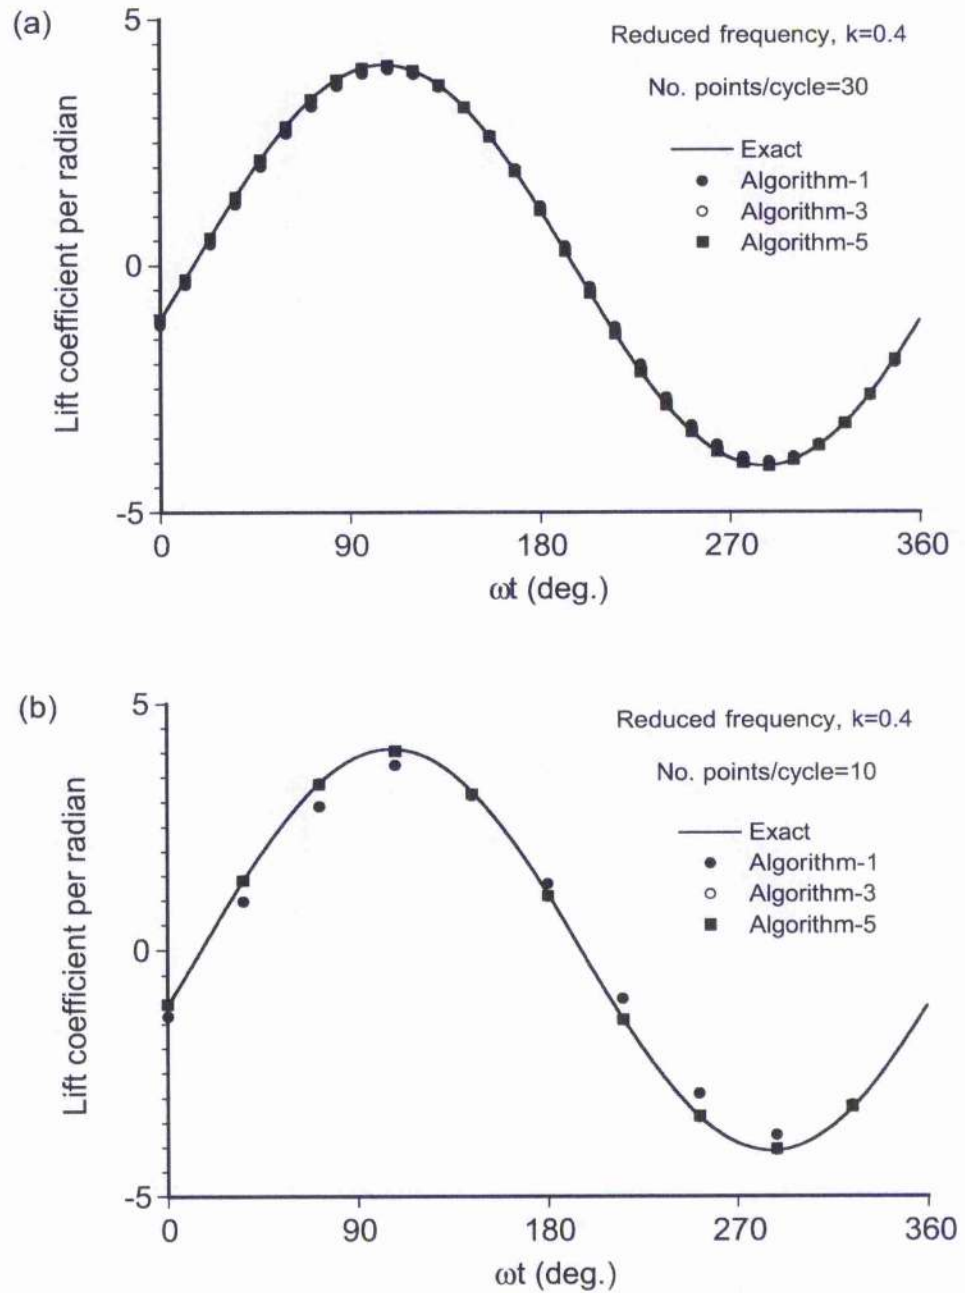 (a)
5
Reduced frequency, k=0.4
No. points/cycle=30
Exact
Algorithm-1
Algorithm-3
Algorithm-5
Lift coefficient per radian
0
-5
0 90 180 270 360
ωt (deg.)
(b)
5
Reduced frequency, k=0.4
No. points/cycle=10
Exact
Algorithm-1
Algorithm-3
Algorithm-5
Lift coefficient per radian
0
-5
0 90 180 270 360
ωt (deg.)